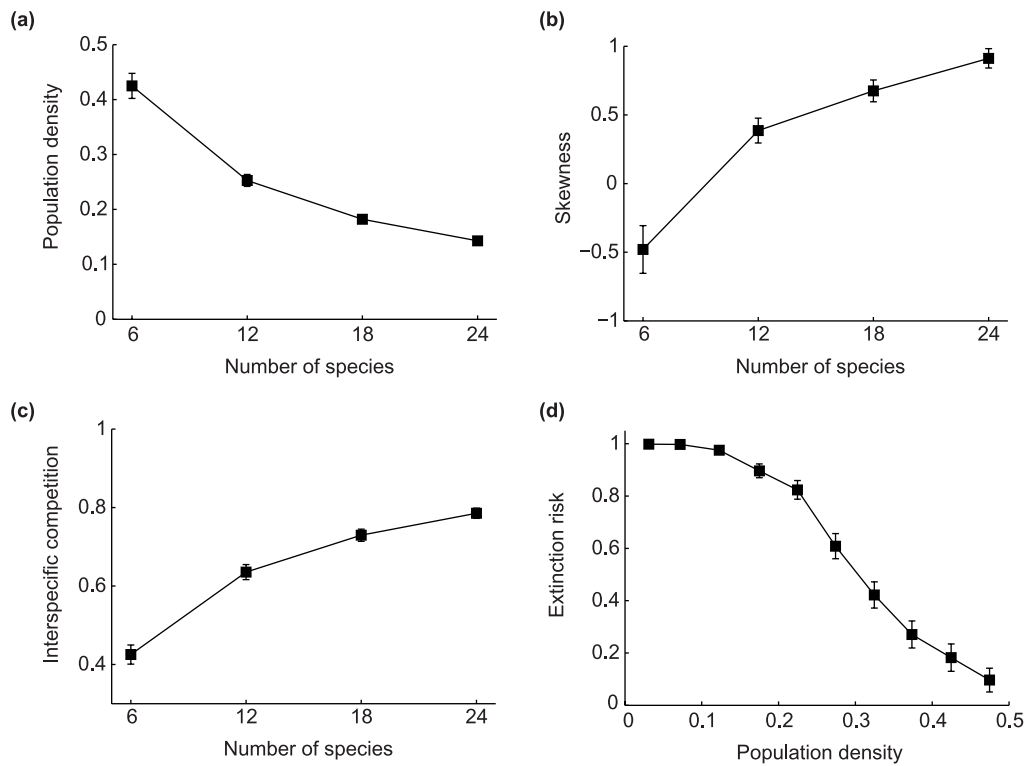 (a)
0.5
0.4
0.3
0.2
0.1
0
6 12 18 24
Population density
Number of species
(b)
1
0.5
0
−0.5
−1
6 12 18 24
Skewness
Number of species
(c)
1
0.8
0.6
0.4
6 12 18 24
Interspecific competition
Number of species
(d)
1
0.8
0.6
0.4
0.2
0
0 0.1 0.2 0.3 0.4 0.5
Extinction risk
Population density